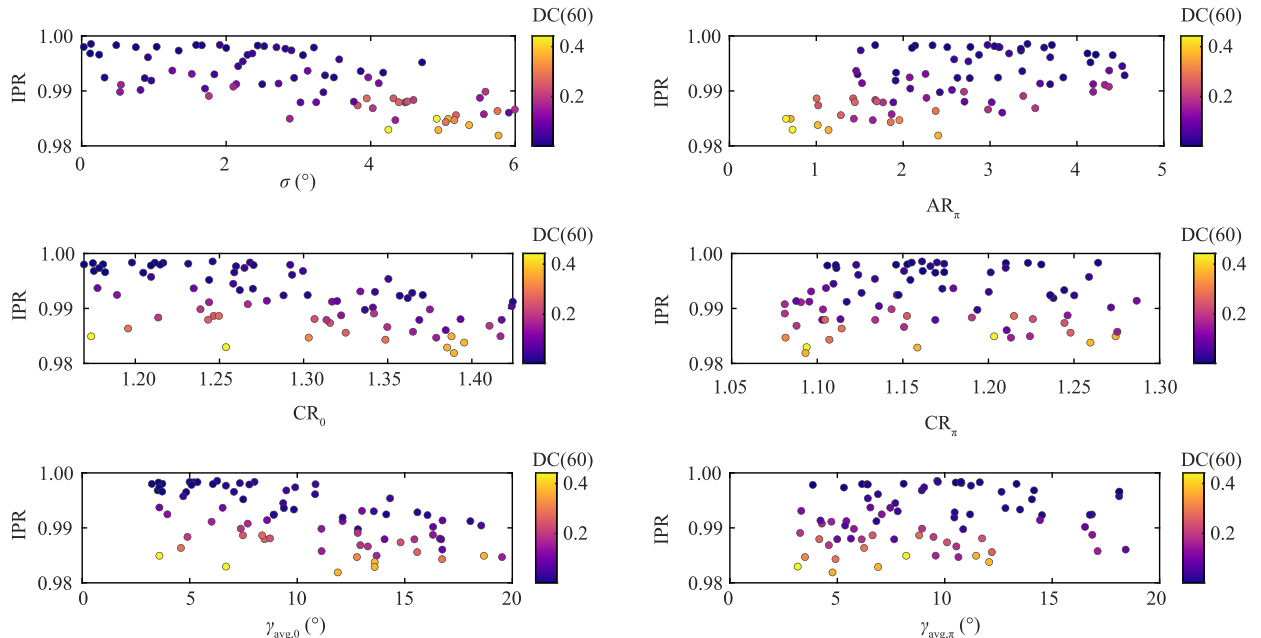 DC(60)
1.00
0.99
0.98
IPR
0 2 4 6
σ (°)
0.4
0.2
DC(60)
1.00
0.99
0.98
IPR
0 1 2 3 4 5
AR_π
0.4
0.2
DC(60)
1.00
0.99
0.98
IPR
1.20 1.25 1.30 1.35 1.40
CR_0
0.4
0.2
DC(60)
1.00
0.99
0.98
IPR
1.05 1.10 1.15 1.20 1.25 1.30
CR_π
0.4
0.2
DC(60)
1.00
0.99
0.98
IPR
0 5 10 15 20
γ_avg,0 (°)
0.4
0.2
DC(60)
1.00
0.99
0.98
IPR
0 5 10 15 20
γ_avg,π (°)
0.4
0.2